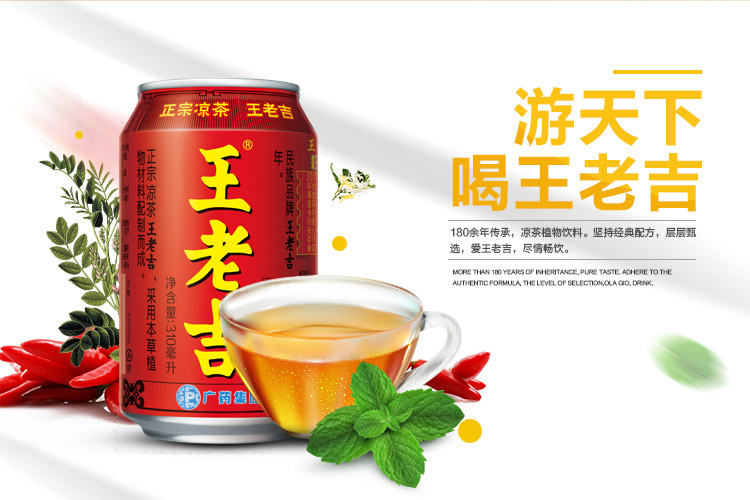 正宗凉茶 王老吉
王老吉®
正宗凉茶王老吉，采用本草植
物材料配制而成。
民族品牌王老吉
年。
净含量:310毫升
广药集
游天下
喝王老吉
180余年传承，凉茶植物饮料。坚持经典配方，层层甄
选，爱王老吉，尽情畅饮。
MORE THAN 180 YEARS OF INHERITANCE, PURE TASTE. ADHERE TO THE
AUTHENTIC FORMULA, THE LEVEL OF SELECTION,OLA GIO, DRINK.